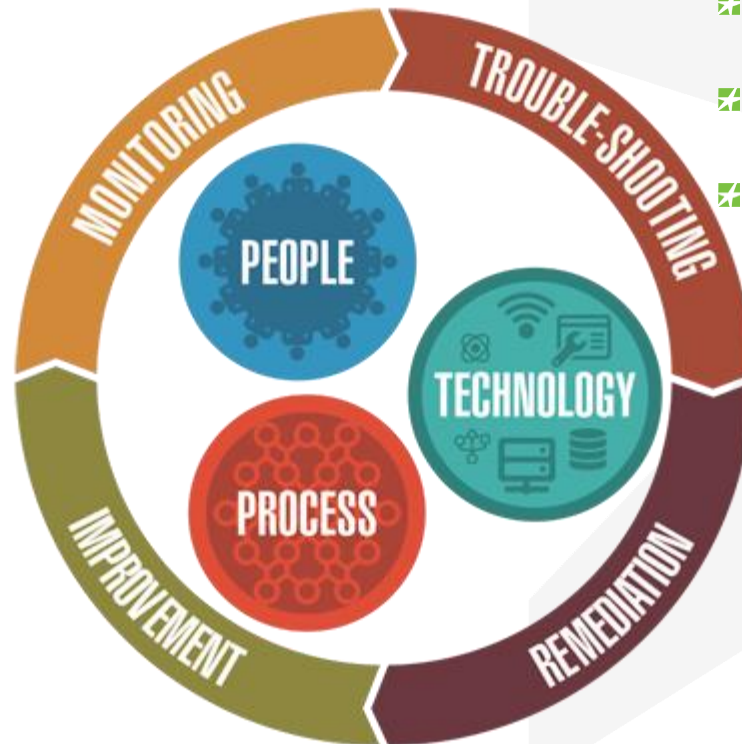 MONITORING
TROUBLE-SHOOTING
PEOPLE
TECHNOLOGY
PROCESS
IMPROVEMENT
REMEDIATION